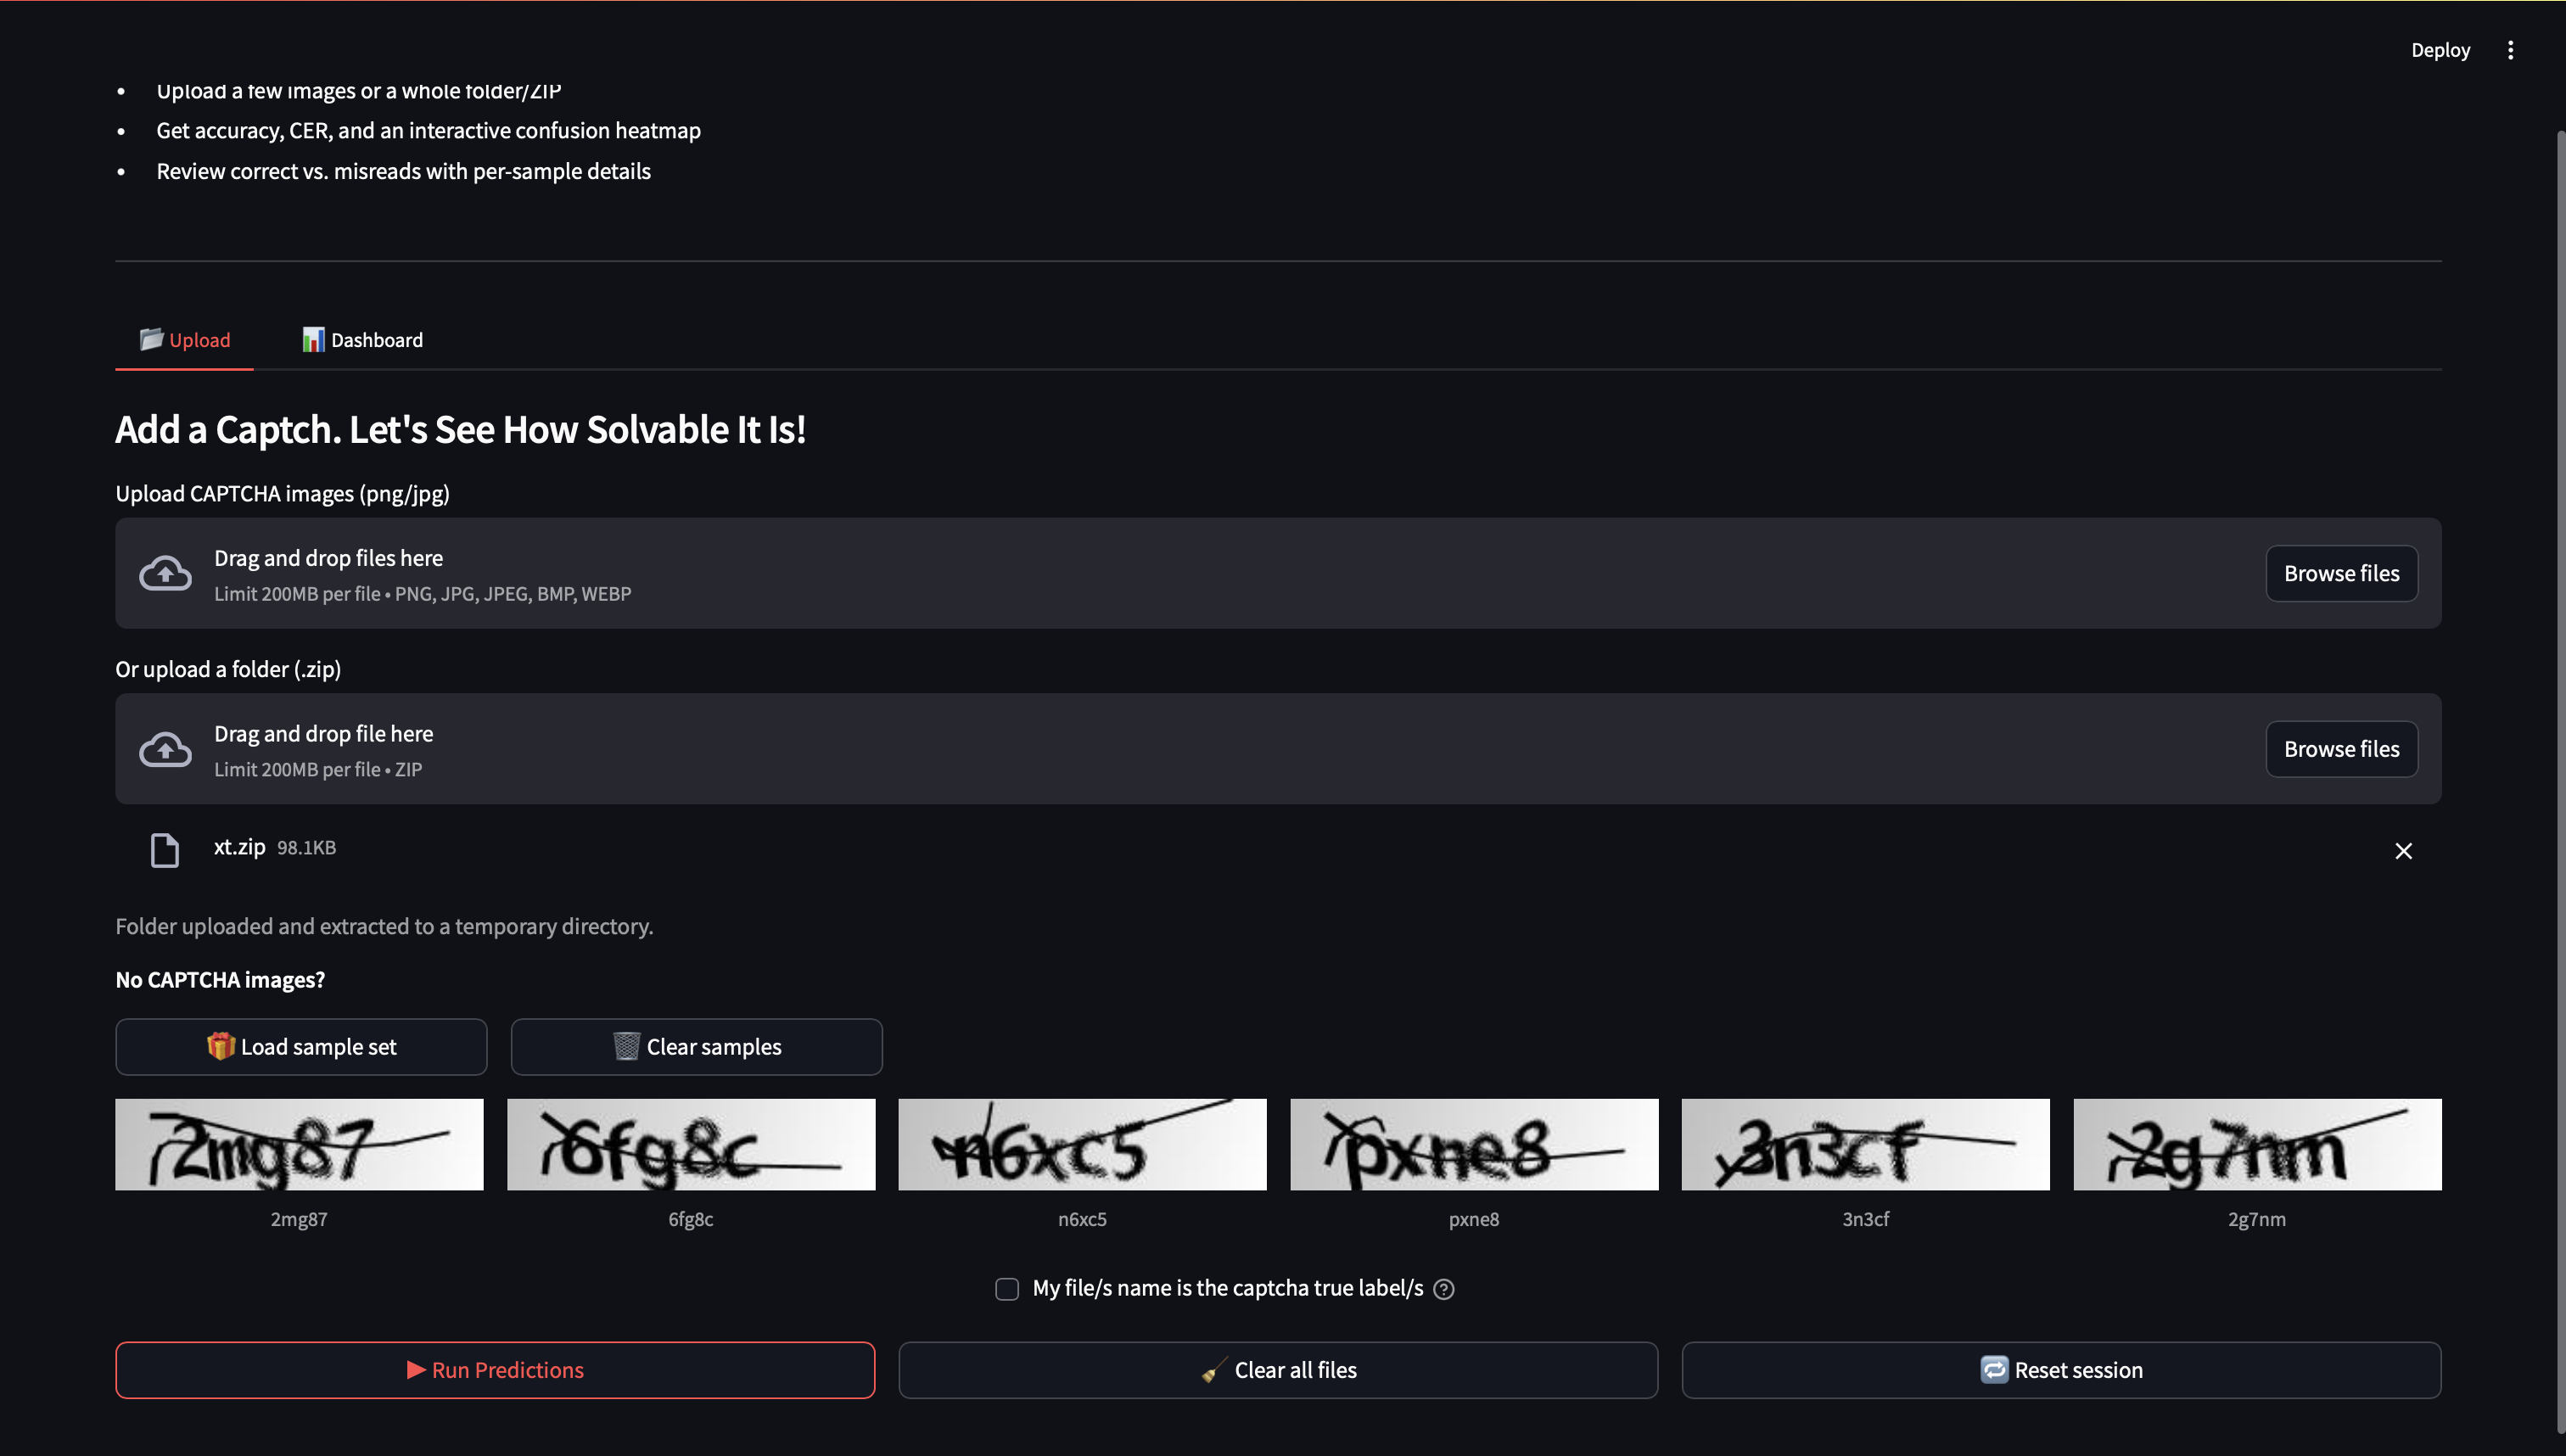 Deploy
• Upload a few images or a whole folder/ZIP
• Get accuracy, CER, and an interactive confusion heatmap
• Review correct vs. misreads with per-sample details
Upload Dashboard
Add a Captch. Let's See How Solvable It Is!
Upload CAPTCHA images (png/jpg)
Drag and drop files here
Limit 200MB per file • PNG, JPG, JPEG, BMP, WEBP
Browse files
Or upload a folder (.zip)
Drag and drop file here
Limit 200MB per file • ZIP
Browse files
xt.zip 98.1KB
Folder uploaded and extracted to a temporary directory.
No CAPTCHA images?
Load sample set Clear samples
2mg87 6fg8c n6xc5 pxne8 3n3cf 2g7nm
2mg87 6fg8c n6xc5 pxne8 3n3cf 2g7nm
My file/s name is the captcha true label/s
Run Predictions Clear all files Reset session